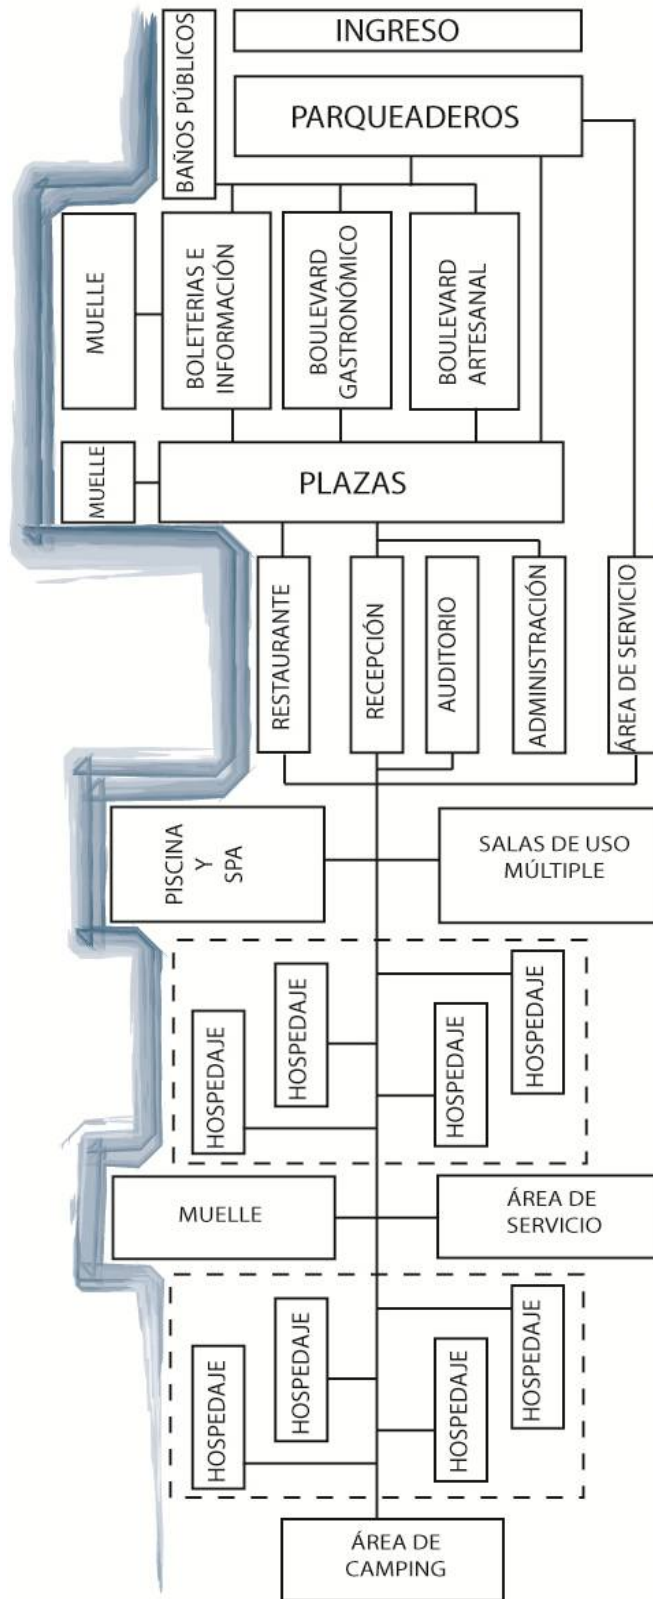 INGRESO
BAÑOS PÚBLICOS
PARQUEADEROS
MUELLE
BOLETERIAS E
INFORMACIÓN
BOULEVARD
GASTRONÓMICO
BOULEVARD
ARTESANAL
MUELLE
PLAZAS
RESTAURANTE
RECEPCIÓN
AUDITORIO
ADMINISTRACIÓN
ÁREA DE SERVICIO
PISCINA
Y
SPA
SALAS DE USO
MÚLTIPLE
HOSPEDAJE
HOSPEDAJE
HOSPEDAJE
HOSPEDAJE
MUELLE
ÁREA DE
SERVICIO
HOSPEDAJE
HOSPEDAJE
HOSPEDAJE
HOSPEDAJE
ÁREA DE
CAMPING